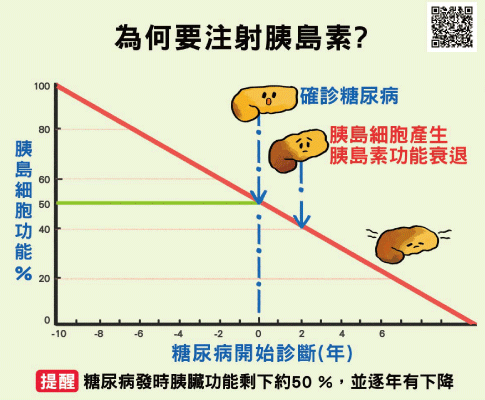 為何要注射胰島素?
100
80
60
50
40
20
0
胰島細胞功能%
確診糖尿病
胰島細胞產生
胰島素功能衰退
-10 -8 -6 -4 -2 0 2 4 6
糖尿病開始診斷(年)
提醒 糖尿病發時胰臟功能剩下約50 %,並逐年有下降